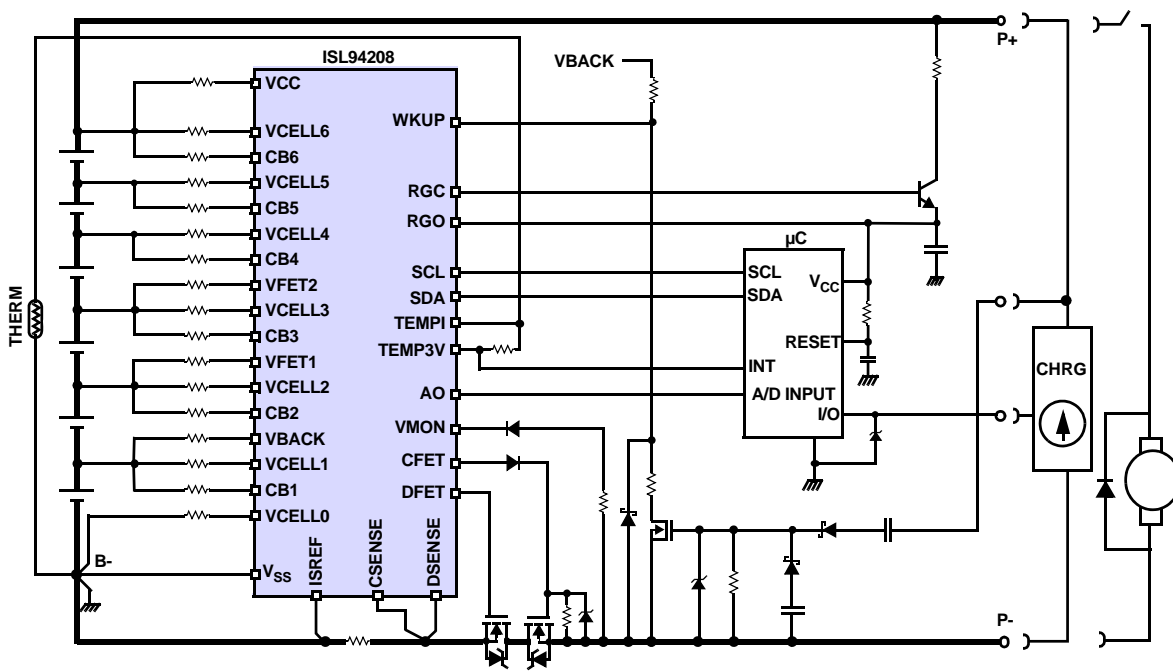 P+
ISL94208
VBACK
VCC
WKUP
VCELL6
CB6
VCELL5
CB5
RGC
RGO
VCELL4
CB4
µC
SCL
SCL
VCC
VFET2
SDA
SDA
VCELL3
TEMPI
THERM
CB3
TEMP3V
RESET
VFET1
INT
CHRG
VCELL2
AO
A/D INPUT
CB2
I/O
VBACK
VMON
VCELL1
CFET
CB1
DFET
VCELL0
B-
VSS
ISREF
CSENSE
DSENSE
P-